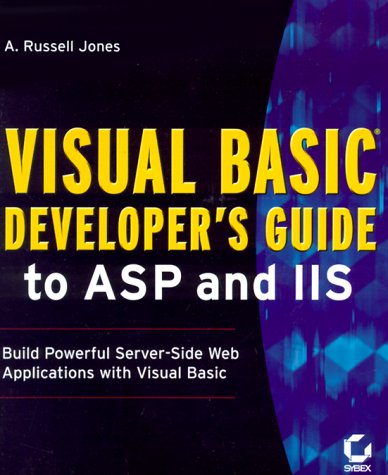 A. Russell Jones
VISUAL BASIC®
DEVELOPER'S GUIDE
to ASP and IIS
Build Powerful Server-Side Web
Applications with Visual Basic
SYBEX